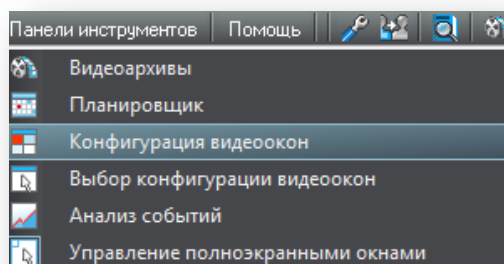 Панели инструментов Помощь
Видеоархивы
Планировщик
Конфигурация видеоокон
Выбор конфигурации видеоокон
Анализ событий
Управление полноэкранными окнами